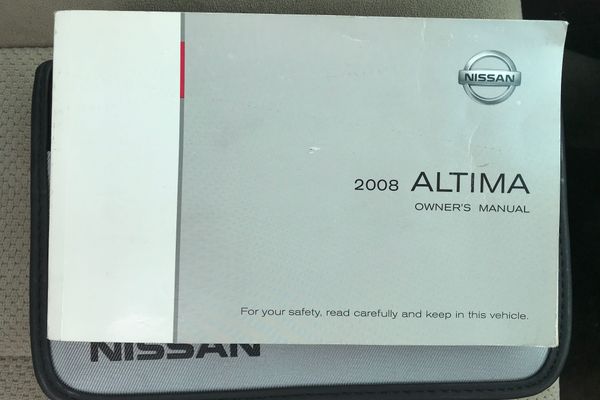 NISSAN
2008 ALTIMA
OWNER'S MANUAL
For your safety, read carefully and keep in this vehicle.
NISSAN